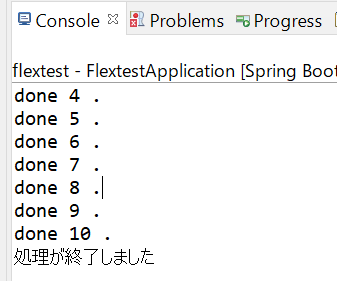 Console Problems Progress
flextest - FlextestApplication [Spring Boot
done 4 .
done 5 .
done 6 .
done 7 .
done 8 .
done 9 .
done 10 .
処理が終了しました